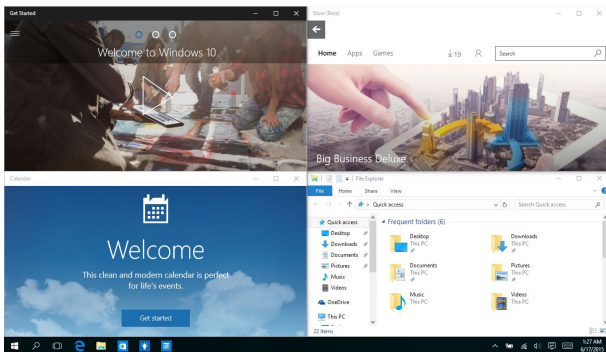 Get Started
Welcome to Windows 10
Store (Beta)
Home Apps Games 19 Search
Big Business Deluxe
Calendar
Welcome
This clean and modern calendar is perfect
for life's events.
Get started
File Explorer
File Home Share View
Quick access Search Quick access
Quick access
Desktop
Downloads
Documents
Pictures
Music
Videos
OneDrive
This PC
Frequent folders (6)
Desktop
This PC
Downloads
This PC
Documents
This PC
Pictures
This PC
Music
This PC
Videos
This PC
22 items
1:27 AM
6/17/2015